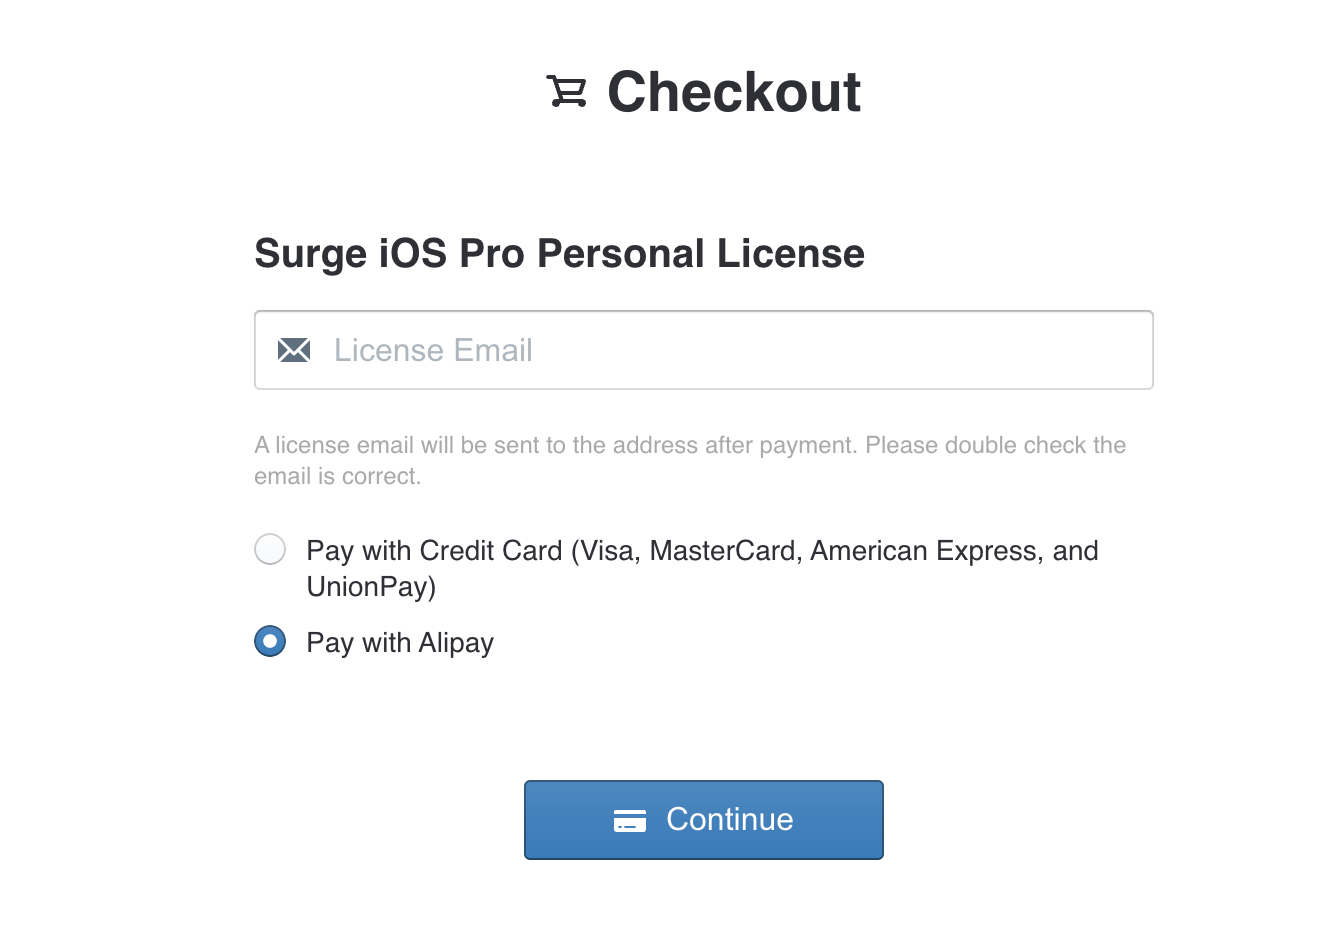 Checkout
Surge iOS Pro Personal License
License Email
A license email will be sent to the address after payment. Please double check the
email is correct.
Pay with Credit Card (Visa, MasterCard, American Express, and
UnionPay)
Pay with Alipay
Continue